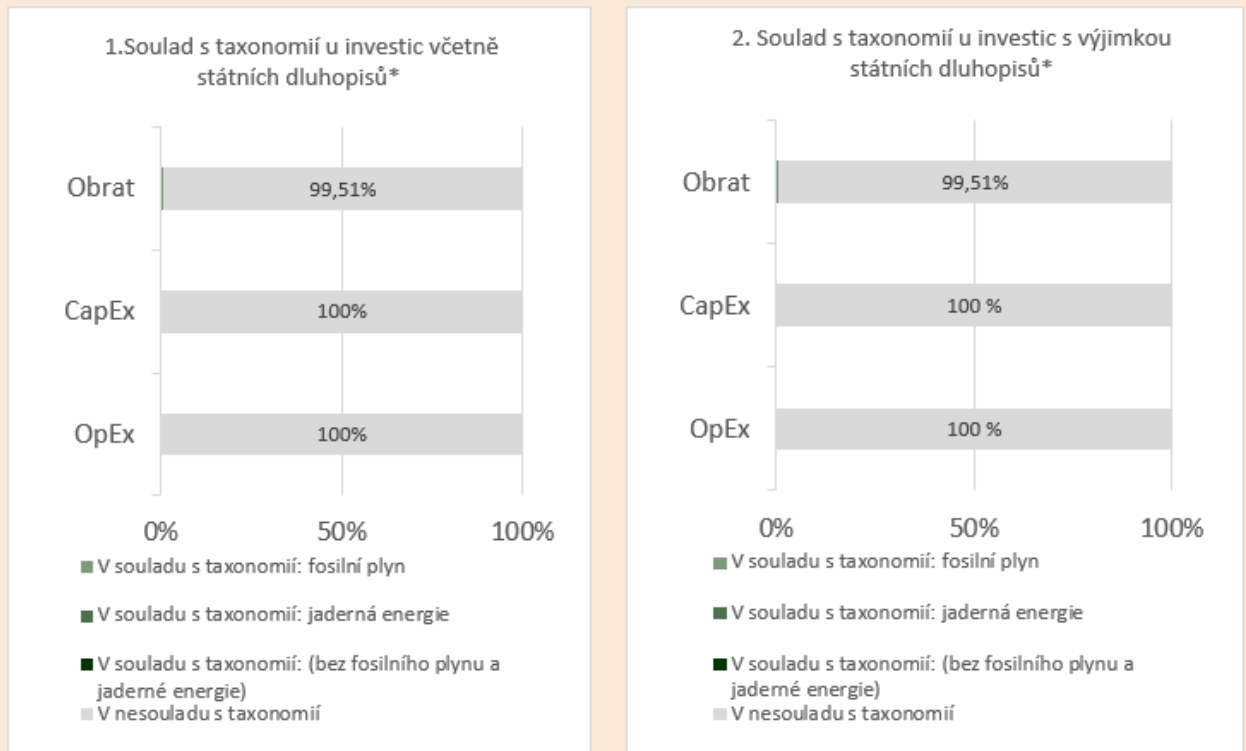 1.Soulad s taxonomií u investic včetně
státních dluhopisů*
Obrat
99,51%
CapEx
100%
OpEx
100%
0%
50%
100%
V souladu s taxonomií: fosilní plyn
V souladu s taxonomií: jaderná energie
V souladu s taxonomií: (bez fosilního plynu a
jaderné energie)
V nesouladu s taxonomií
2. Soulad s taxonomií u investic s výjimkou
státních dluhopisů*
Obrat
99,51%
CapEx
100 %
OpEx
100 %
0%
50%
100%
V souladu s taxonomií: fosilní plyn
V souladu s taxonomií: jaderná energie
V souladu s taxonomií: (bez fosilního plynu a
jaderné energie)
V nesouladu s taxonomií